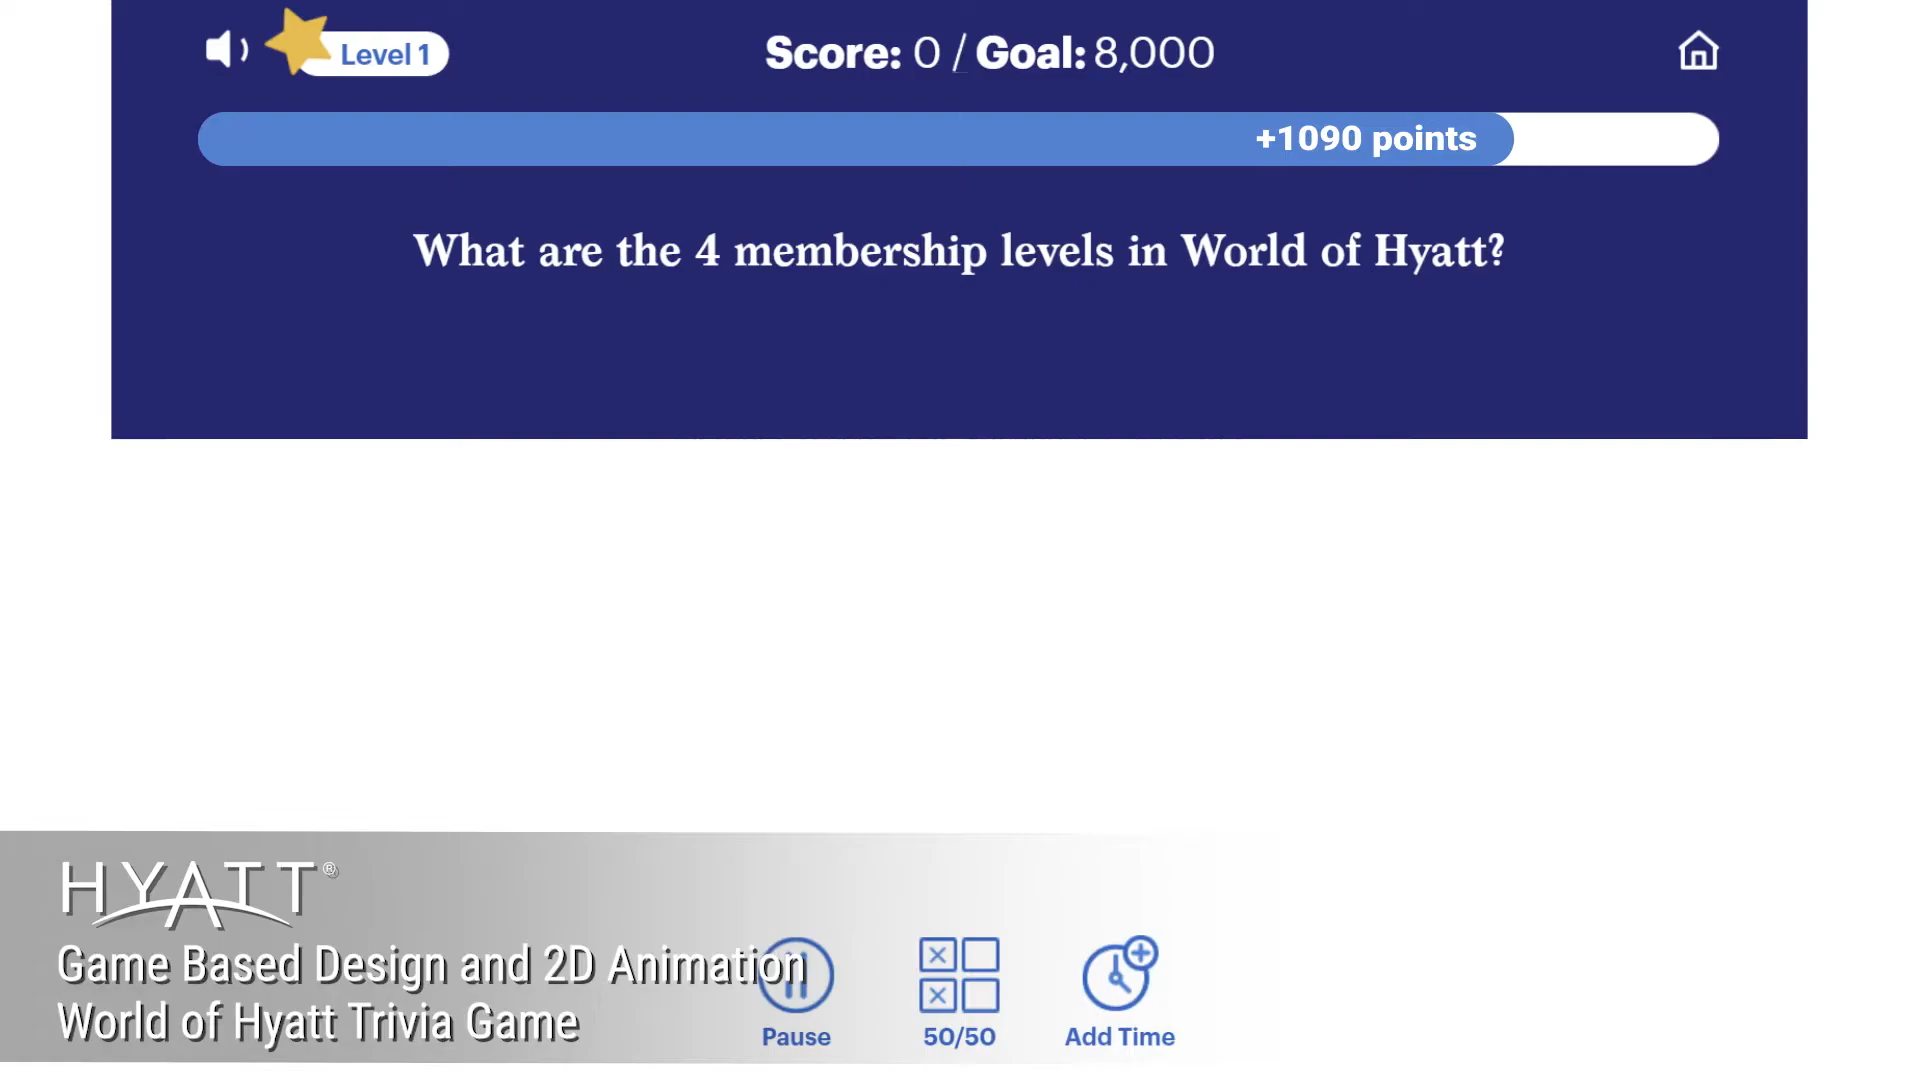 Level 1
Score: 0 / Goal: 8,000
+1090 points
What are the 4 membership levels in World of Hyatt?
HYATT®
Game Based Design and 2D Animation
World of Hyatt Trivia Game
Pause
50/50
Add Time